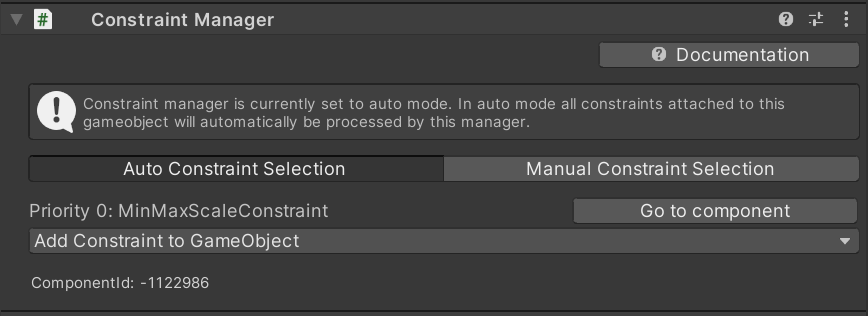 Constraint Manager
Documentation
Constraint manager is currently set to auto mode. In auto mode all constraints attached to this
gameobject will automatically be processed by this manager.
Auto Constraint Selection
Manual Constraint Selection
Priority 0: MinMaxScaleConstraint
Go to component
Add Constraint to GameObject
ComponentId: -1122986